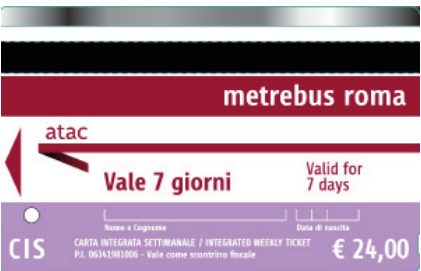 metrebus roma
atac
Vale 7 giorni
Valid for
7 days
Nome e Cognome
Data di nascita
CIS
CARTA INTEGRATA SETTIMANALE / INTEGRATED WEEKLY TICKET
P.I. 06341981006 - Vale come scontrino fiscale
€ 24,00